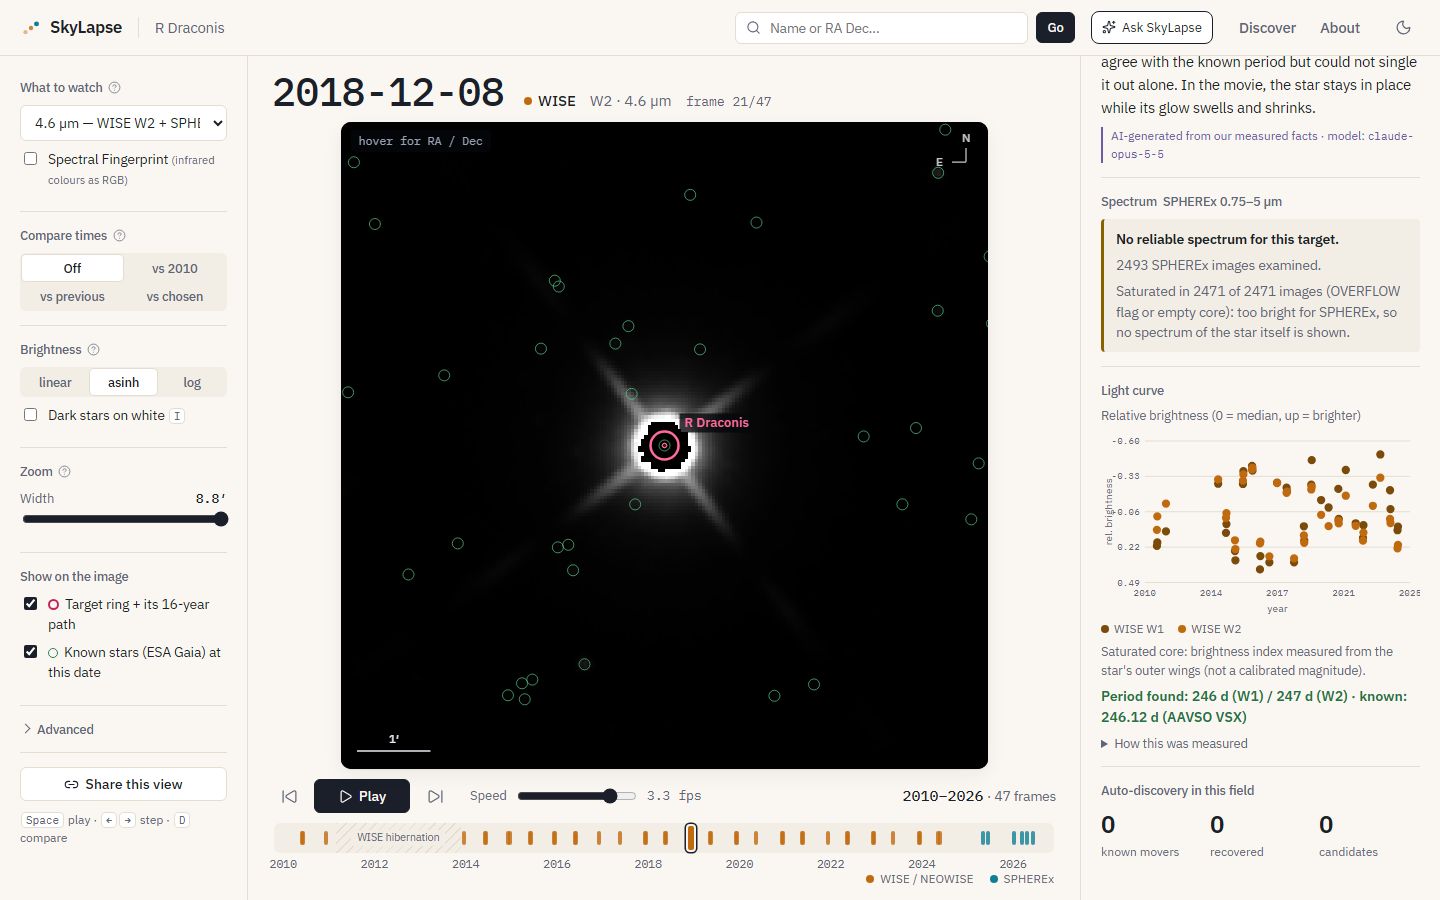 SkyLapse
R Draconis
Name or RA Dec...
Go
Ask SkyLapse
Discover
About
What to watch
4.6 µm — WISE W2 + SPHE
Spectral Fingerprint (infrared
colours as RGB)
Compare times
Off
vs 2010
vs previous
vs chosen
Brightness
linear
asinh
log
Dark stars on white I
Zoom
Width
8.8′
Show on the image
Target ring + its 16-year
path
Known stars (ESA Gaia) at
this date
Advanced
Share this view
Space play · ← → step · D
compare
2018-12-08
WISE W2 · 4.6 µm frame 21/47
hover for RA / Dec
N
E
R Draconis
1′
Play
Speed
3.3 fps
2010–2026 · 47 frames
WISE hibernation
2010
2012
2014
2016
2018
2020
2022
2024
2026
WISE / NEOWISE
SPHEREx
agree with the known period but could not single
it out alone. In the movie, the star stays in place
while its glow swells and shrinks.
AI-generated from our measured facts · model: claude-
opus-5-5
Spectrum SPHEREx 0.75–5 µm
No reliable spectrum for this target.
2493 SPHEREx images examined.
Saturated in 2471 of 2471 images (OVERFLOW
flag or empty core): too bright for SPHEREx, so
no spectrum of the star itself is shown.
Light curve
Relative brightness (0 = median, up = brighter)
-0.60
-0.33
-0.06
0.22
0.49
rel. brightness
2010
2014
2017
2021
2025
year
WISE W1
WISE W2
Saturated core: brightness index measured from the
star's outer wings (not a calibrated magnitude).
Period found: 246 d (W1) / 247 d (W2) · known:
246.12 d (AAVSO VSX)
How this was measured
Auto-discovery in this field
0
0
0
known movers
recovered
candidates